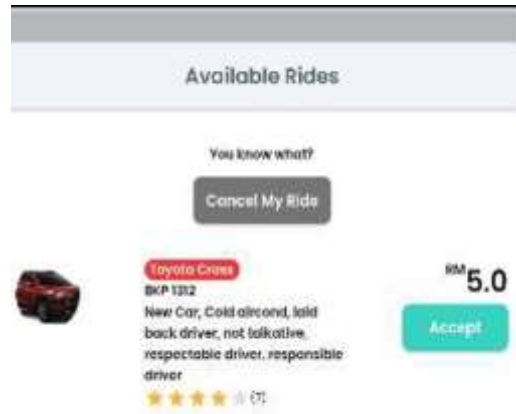 Available Rides
You know what?
Cancel My Ride
Toyota Cross
BKP 1312
RM5.0
New Car, Cold aircond, laid
back driver, not talkative,
respectable driver, responsible
driver
Accept
(7)